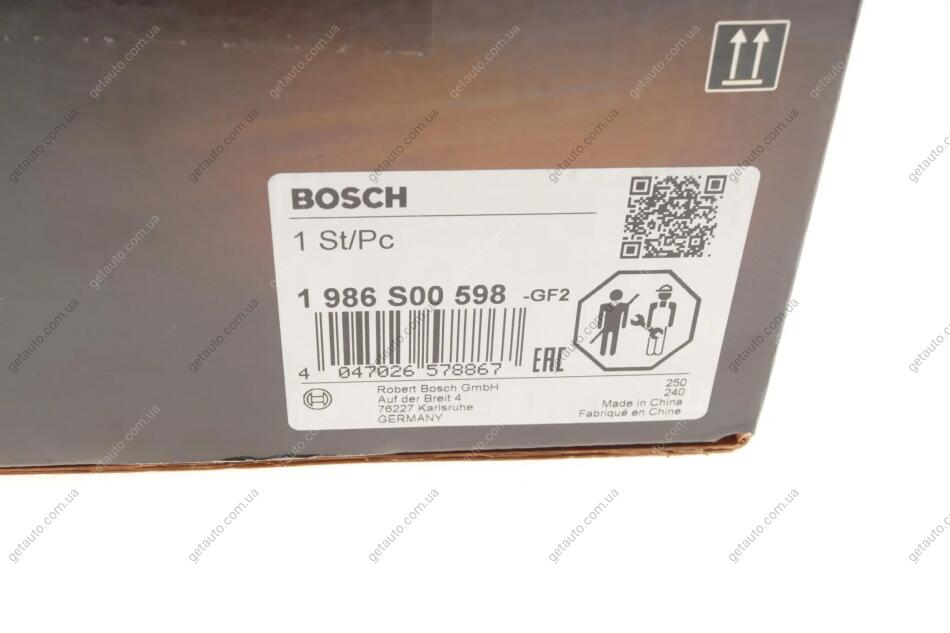 BOSCH
1 St/Pc
1 986 S00 598 -GF2
4 047026 578867
EAC
Robert Bosch GmbH
Auf der Breit 4
76227 Karlsruhe
GERMANY
250
240
Made in China
Fabriqué en Chine
getauto.com.ua